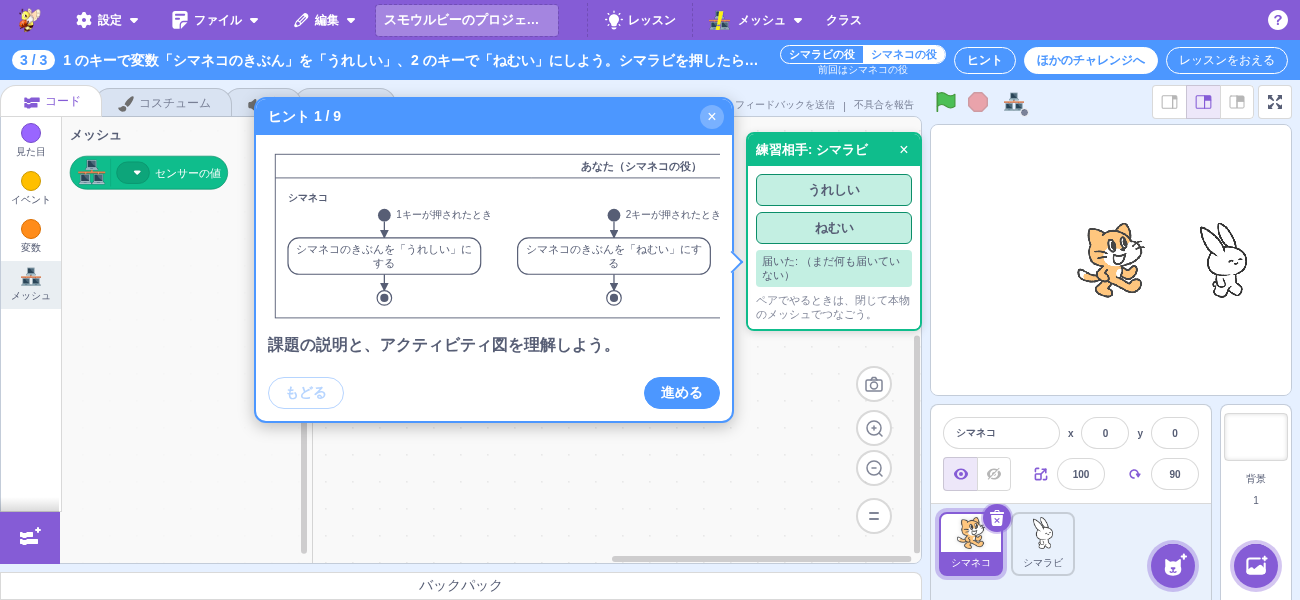 設定
ファイル
編集
スモウルビーのプロジェ...
レッスン
メッシュ
クラス
?
3 / 3
1 のキーで変数「シマネコのきぶん」を「うれしい」、2 のキーで「ねむい」にしよう。シマラビを押したら...
シマラビの役
シマネコの役
前回はシマネコの役
ヒント
ほかのチャレンジへ
レッスンをおえる
コード
コスチューム
フィードバックを送信 | 不具合を報告
見た目
イベント
変数
メッシュ
メッシュ
センサーの値
ヒント 1 / 9
×
あなた（シマネコの役）
シマネコ
1キーが押されたとき
2キーが押されたとき
シマネコのきぶんを「うれしい」に
する
シマネコのきぶんを「ねむい」にす
る
課題の説明と、アクティビティ図を理解しよう。
もどる
進める
練習相手: シマラビ
×
うれしい
ねむい
届いた: （まだ何も届いてい
ない）
ペアでやるときは、閉じて本物
のメッシュでつなごう。
シマネコ
x
0
y
0
100
90
シマネコ
シマラビ
背景
1
バックパック